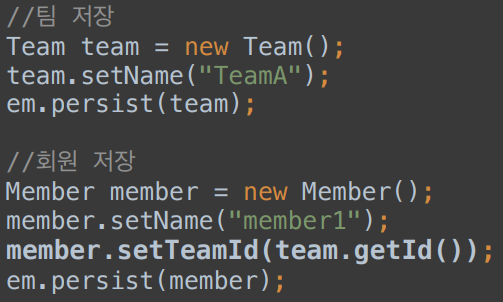 //팀 저장
Team team = new Team();
team.setName("TeamA");
em.persist(team);
//회원 저장
Member member = new Member();
member.setName("member1");
member.setTeamId(team.getId());
em.persist(member);